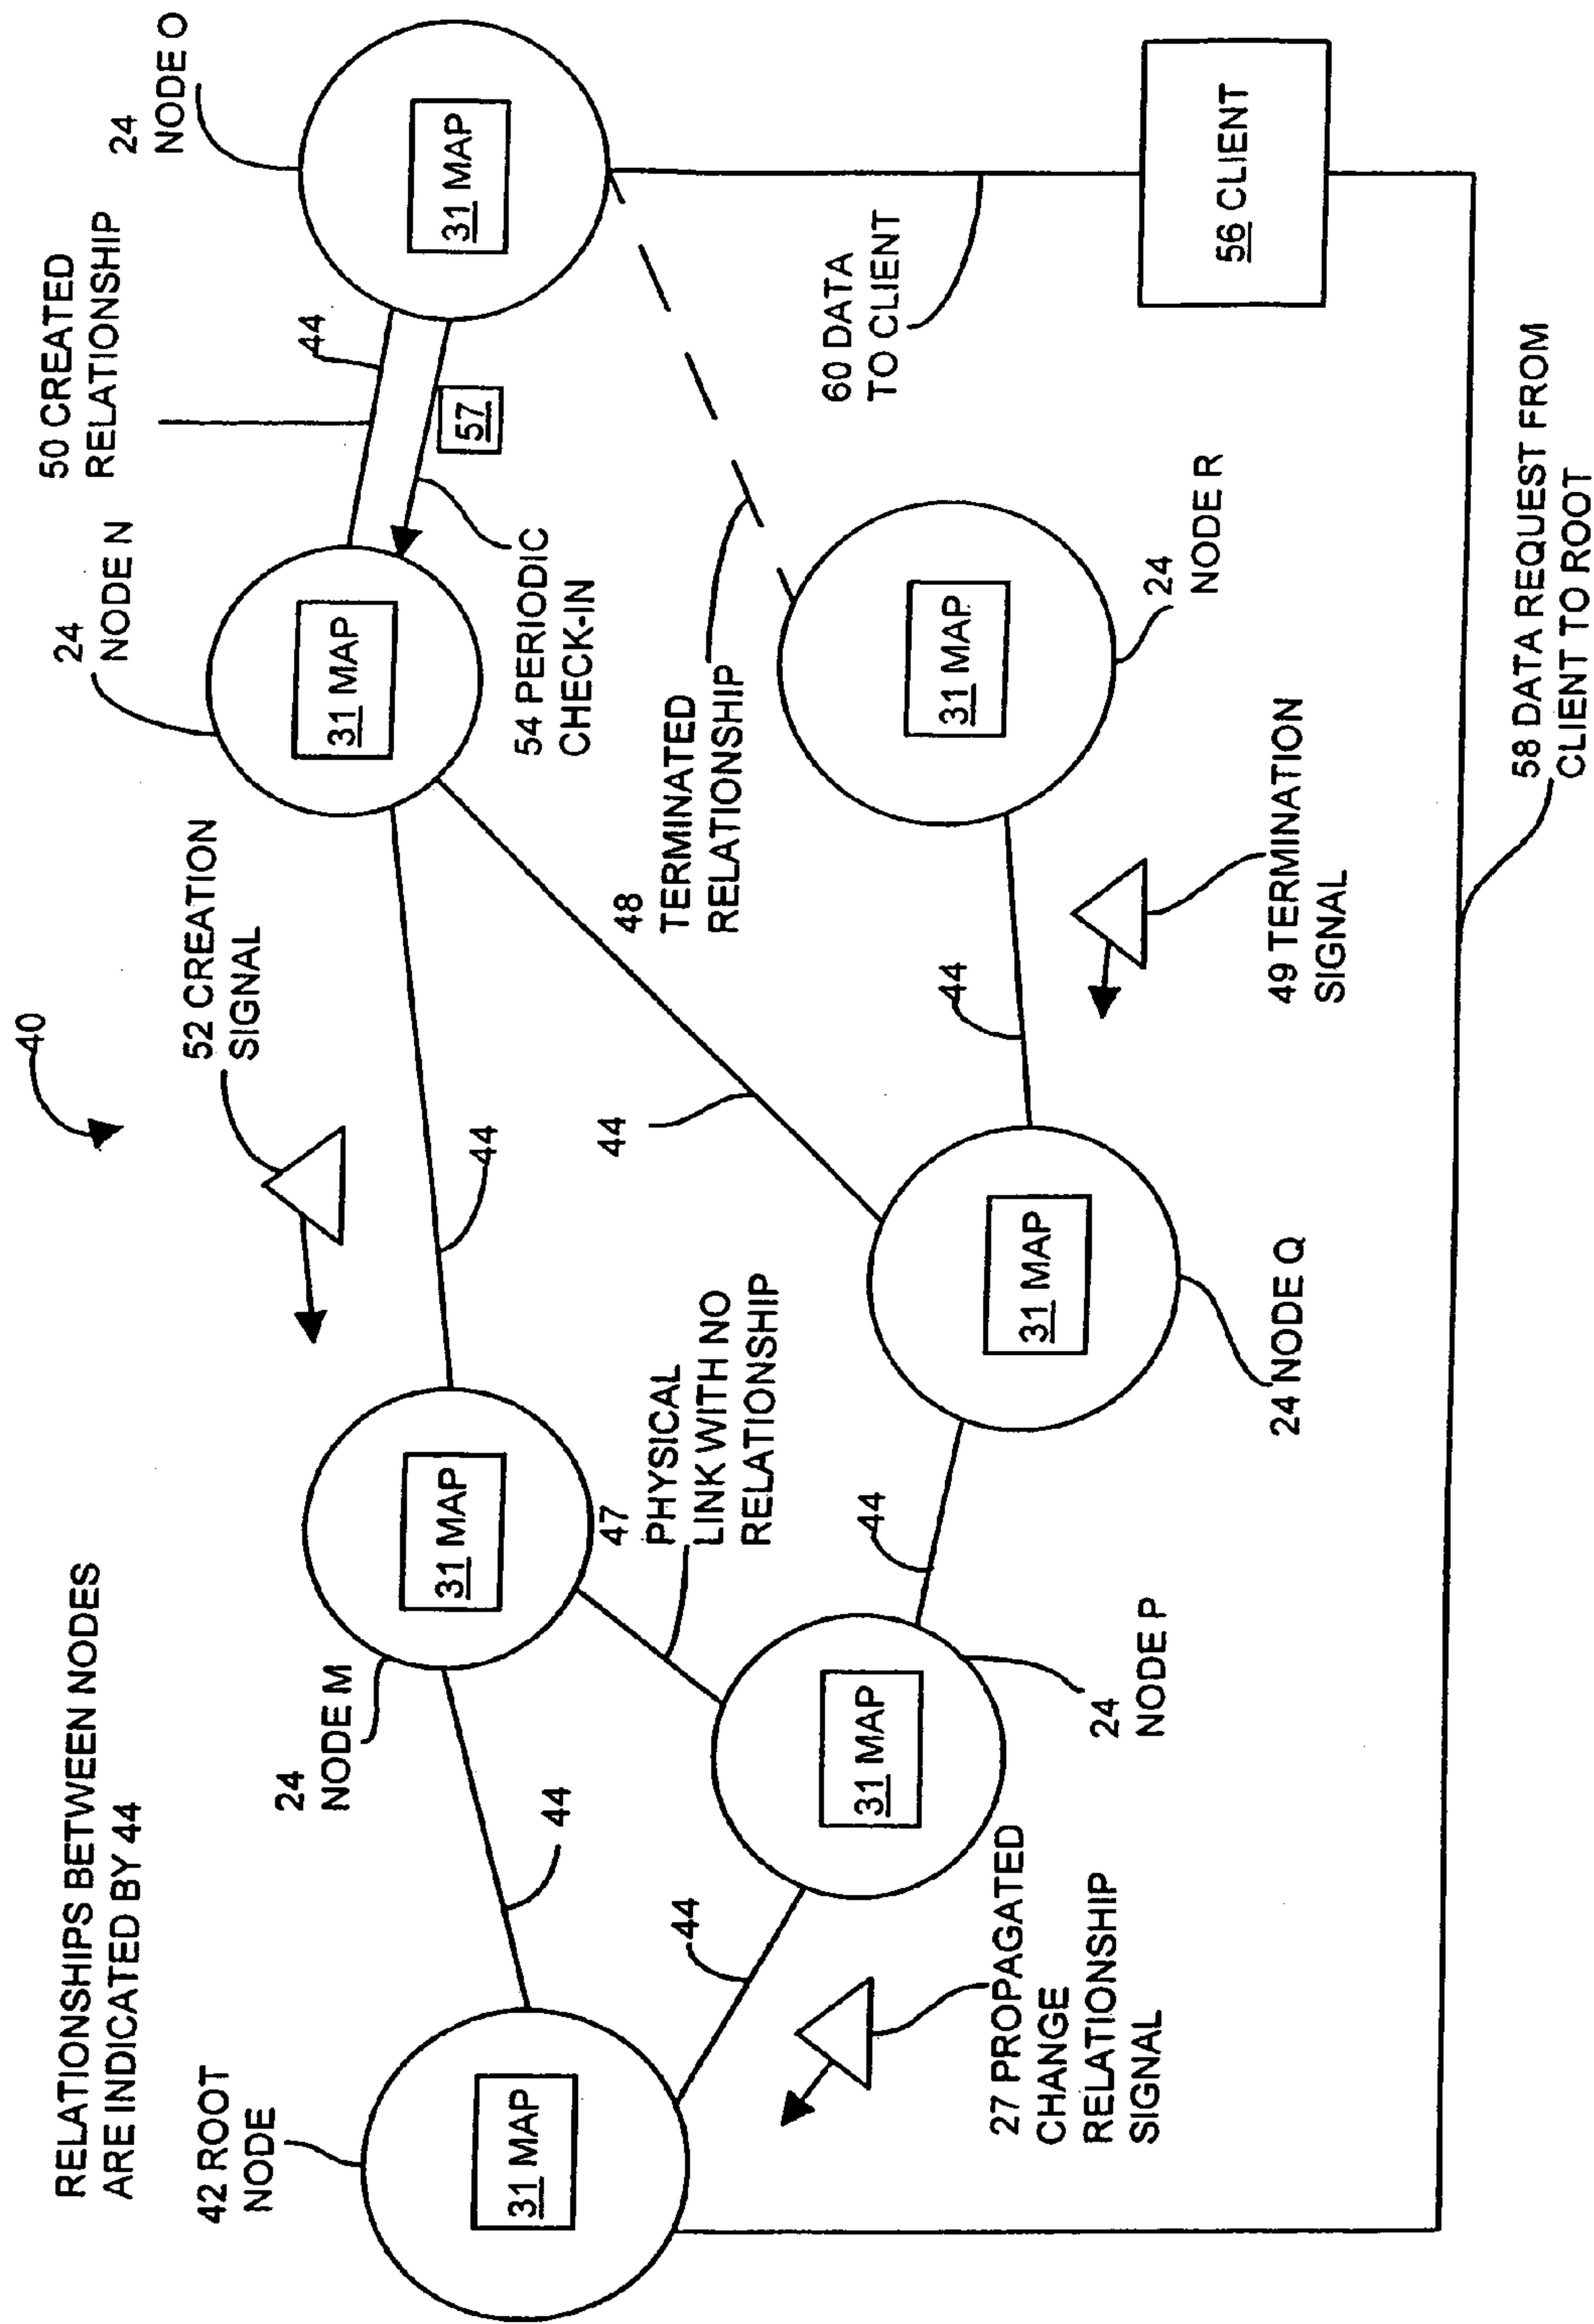 RELATIONSHIPS BETWEEN NODES
ARE INDICATED BY 44
40
42 ROOT
NODE
31 MAP
44
24
NODE M
31 MAP
52 CREATION
SIGNAL
44
24
NODE N
31 MAP
50 CREATED
RELATIONSHIP
44
24
NODE O
31 MAP
57
54 PERIODIC
CHECK-IN
47
PHYSICAL
LINK WITH NO
RELATIONSHIP
44
44
48
TERMINATED
RELATIONSHIP
31 MAP
24
NODE P
44
31 MAP
24 NODE Q
44
31 MAP
24
NODE R
60 DATA
TO CLIENT
27 PROPAGATED
CHANGE
RELATIONSHIP
SIGNAL
49 TERMINATION
SIGNAL
56 CLIENT
58 DATA REQUEST FROM
CLIENT TO ROOT